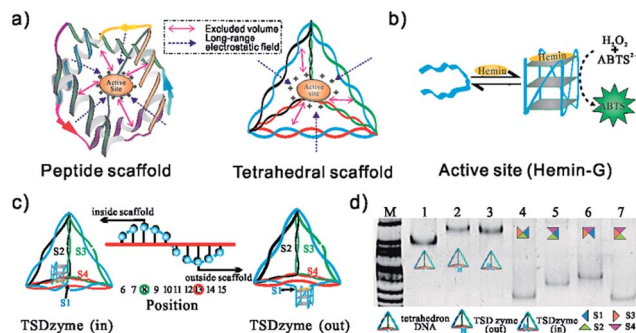 a)
Excluded volume
Long-range
electrostatic field
Active
Site
Active
site
Peptide scaffold
Tetrahedral scaffold
b)
Hemin
Hemin
H2O2
+
ABTS2-
ABTS
Active site (Hemin-G)
c)
inside scaffold
outside scaffold
S2
S3
S4
S1
6 7 8 9 10 11 12 13 14 15
Position
TSDzyme (in)
S2
S3
S4
S1
TSDzyme (out)
d)
M 1 2 3 4 5 6 7
tetrahedron
DNA
TSDzyme
(out)
TSDzyme
(in)
S1
S3
S2
S4